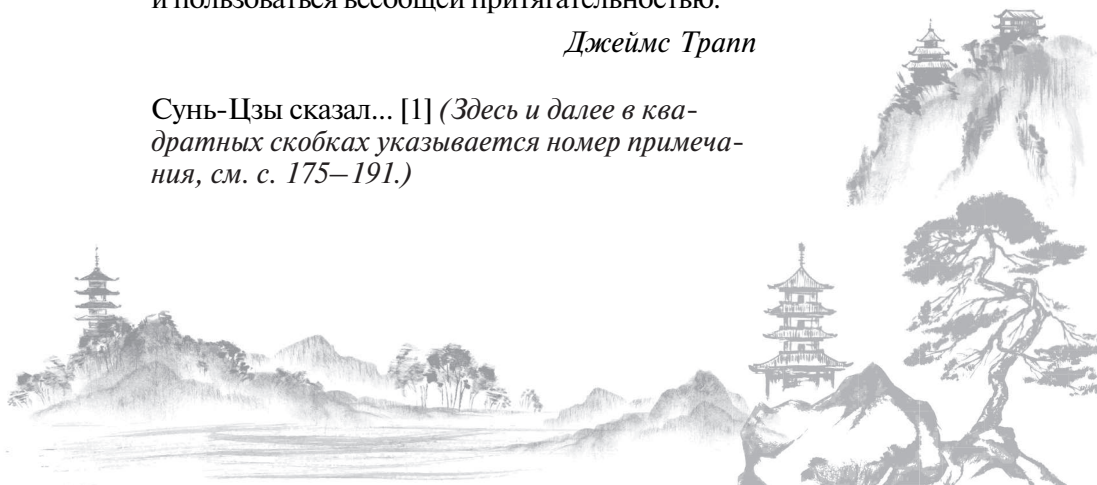 и пользоваться всеобщей притягательностью.
Джеймс Трапп
Сунь-Цзы сказал... [1] (Здесь и далее в ква-
дратных скобках указывается номер примеча-
ния, см. с. 175–191.)